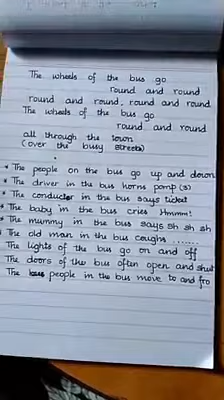 The wheels of the bus go
round and round
round and round, round and round.
The wheels of the bus go
round and round
all through the town
(over the busy streets)
* The people on the bus go up and down
* The driver in the bus horns pomp (s)
* The conductor in the bus says ticket
* The baby in the bus cries Hmmm!
* The mummy in the bus says sh sh sh
* The old man in the bus coughs .......
The lights of the bus go on and off
The doors of the bus often open and shut
The people in the bus move to and fro